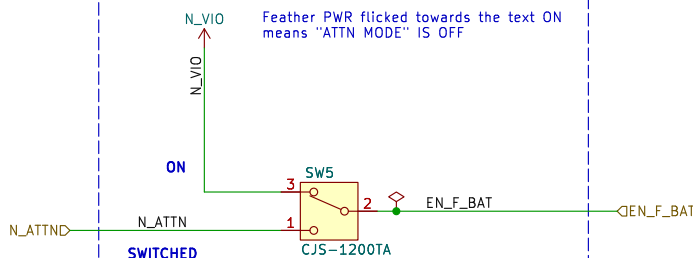 N_VIO
Feather PWR flicked towards the text ON
means "ATTN MODE" IS OFF
N_VIO
ON
SW5
3
2
EN_F_BAT
EN_F_BAT
N_ATTN
N_ATTN
1
SWITCHED
CJS-1200TA